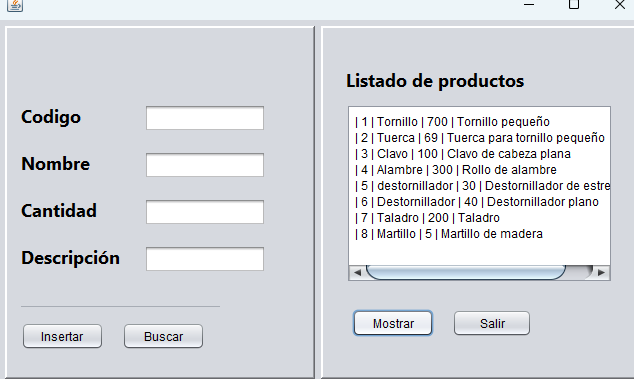 Codigo
Nombre
Cantidad
Descripción
Insertar Buscar
Listado de productos
| 1 | Tornillo | 700 | Tornillo pequeño
| 2 | Tuerca | 69 | Tuerca para tornillo pequeño
| 3 | Clavo | 100 | Clavo de cabeza plana
| 4 | Alambre | 300 | Rollo de alambre
| 5 | destornillador | 30 | Destornillador de estre
| 6 | Destornillador | 40 | Destornillador plano
| 7 | Taladro | 200 | Taladro
| 8 | Martillo | 5 | Martillo de madera
Mostrar Salir